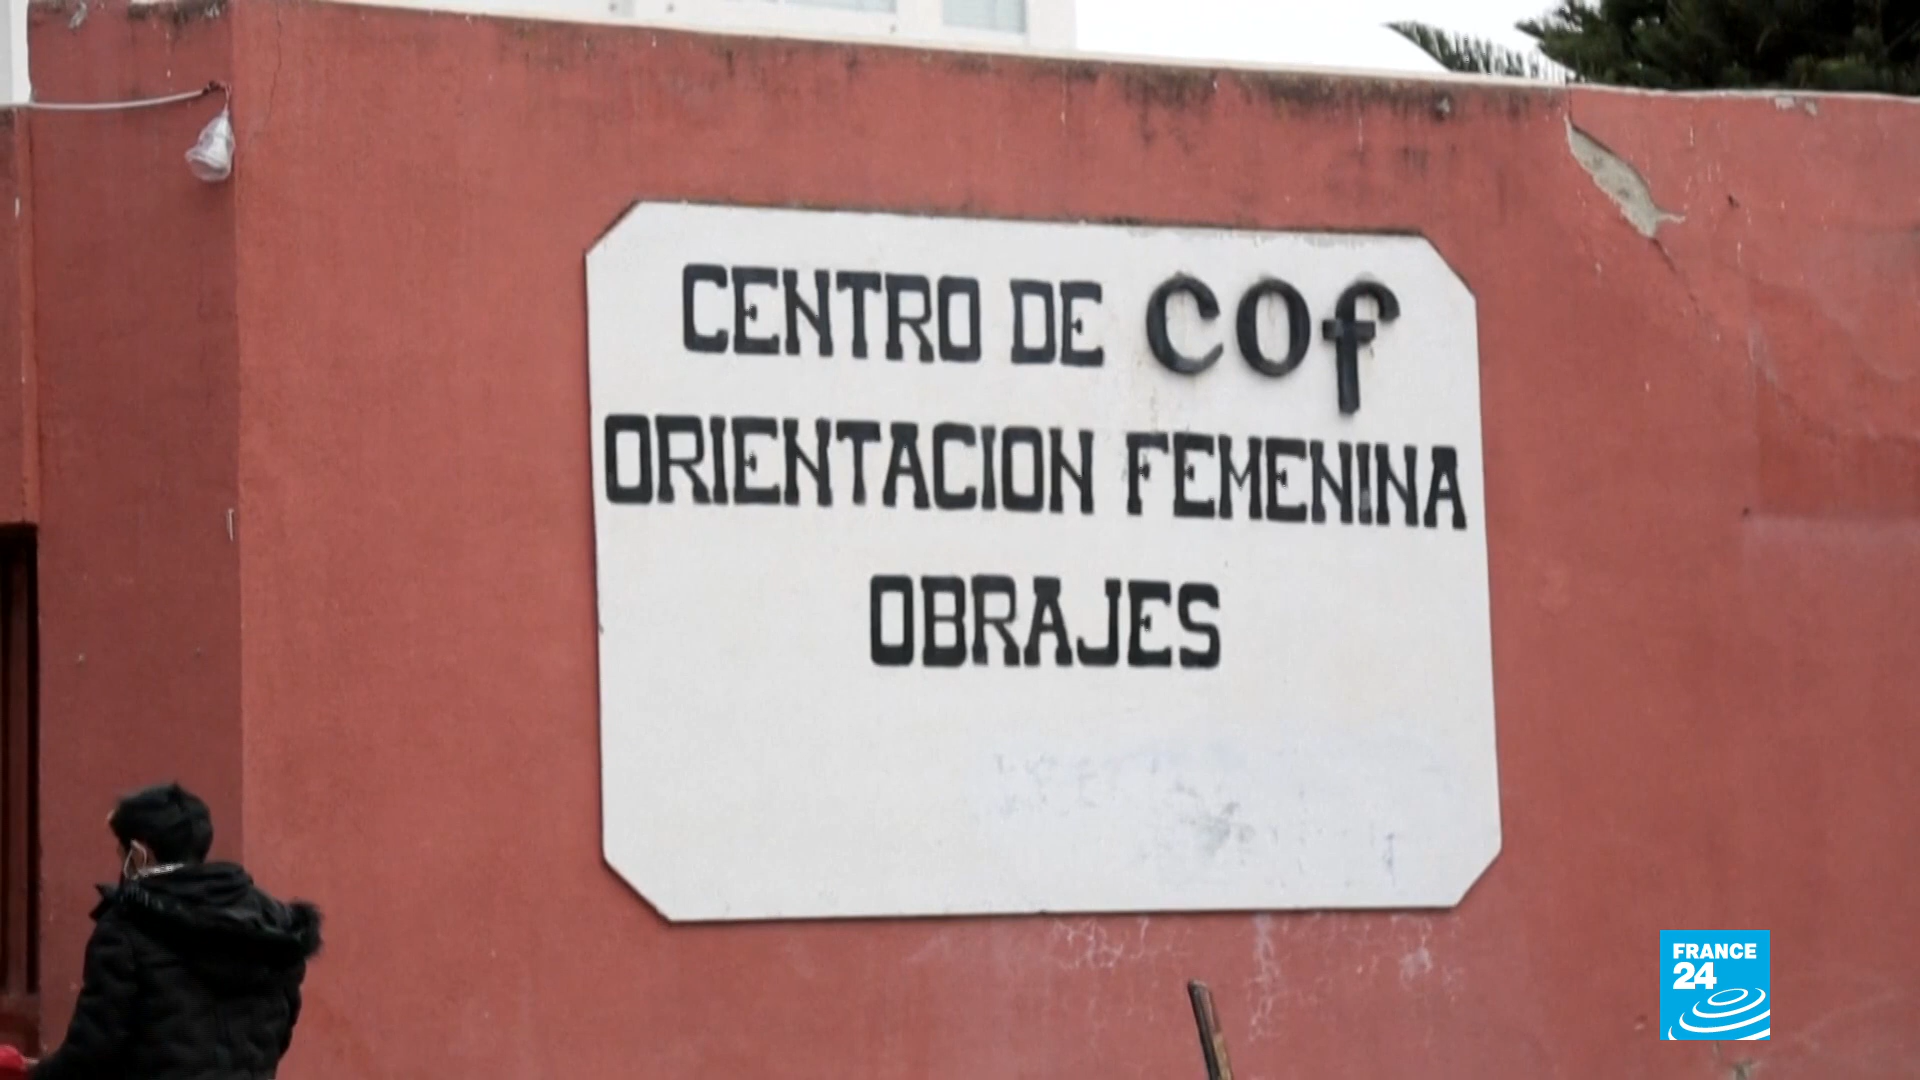 CENTRO DE cof
ORIENTACION FEMENINA
OBRAJES
FRANCE
24